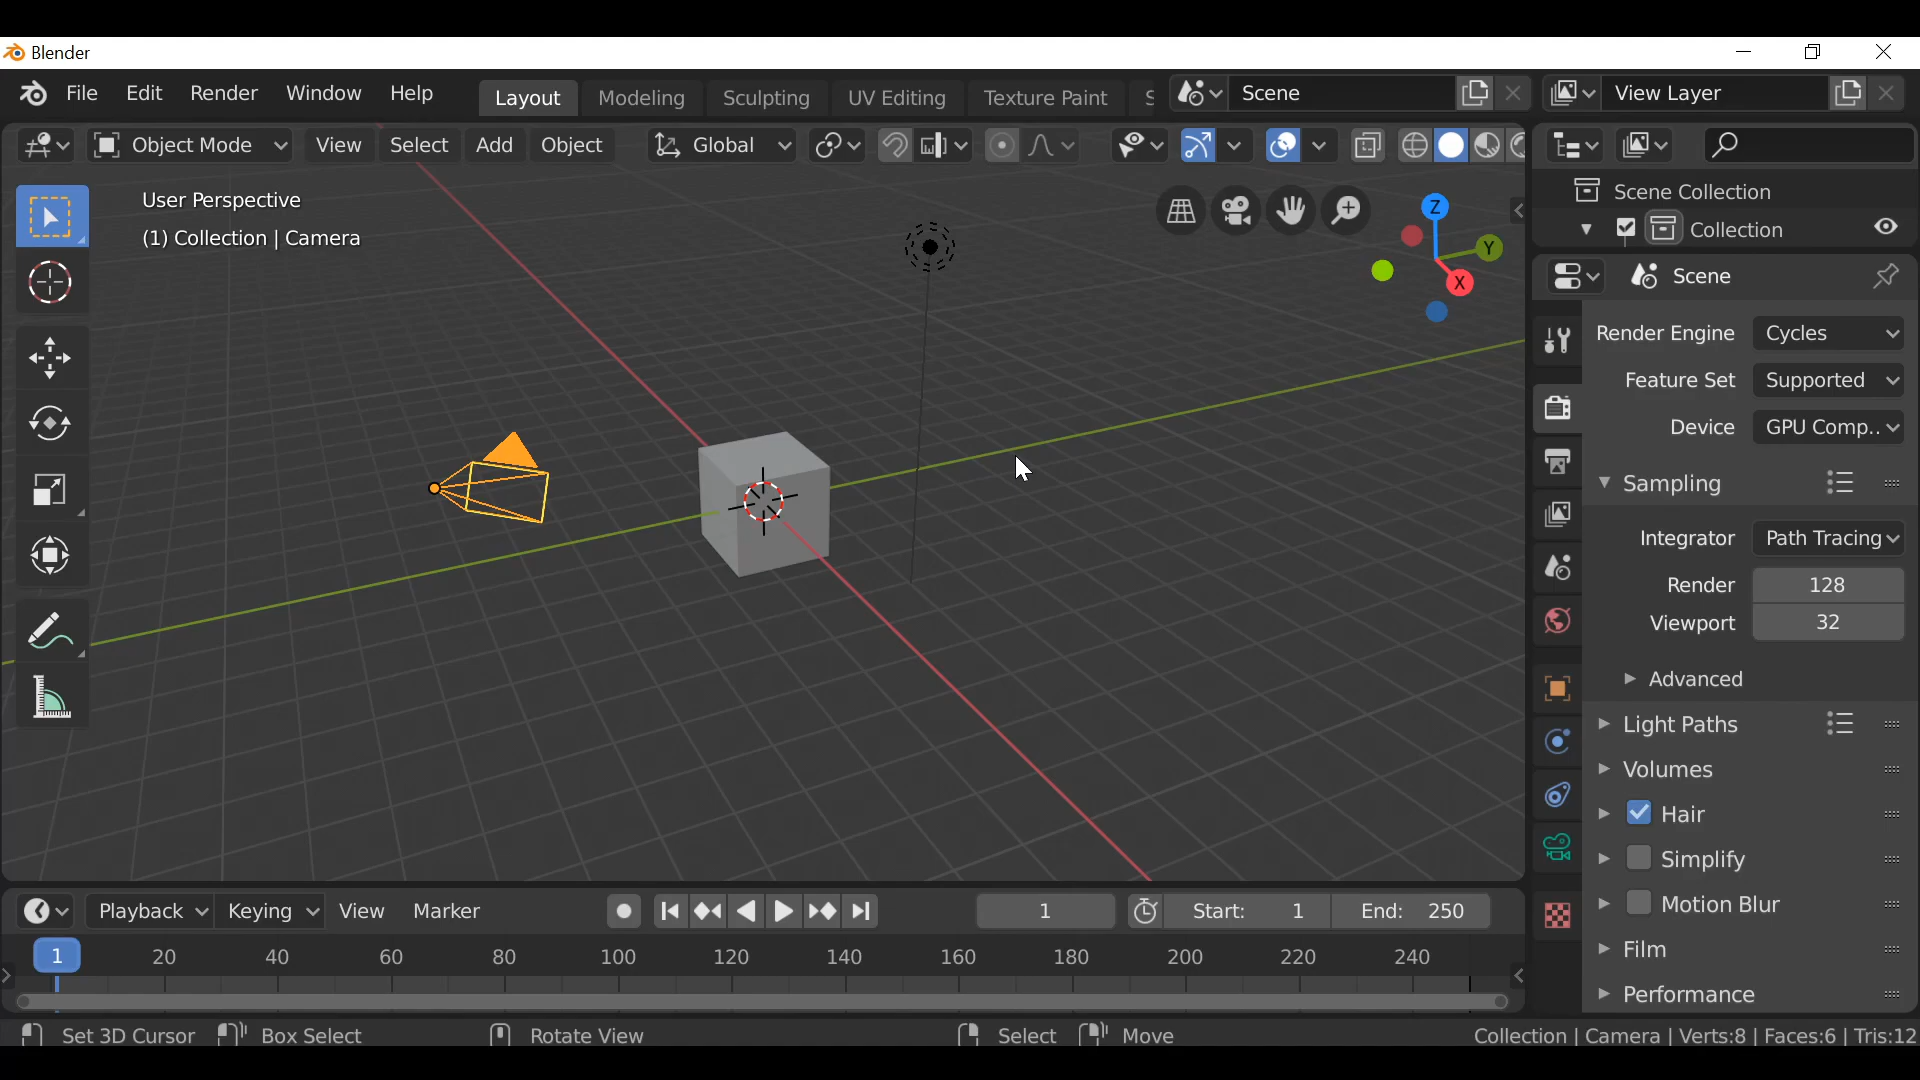 Blender
File Edit Render Window Help Layout Modeling Sculpting UV Editing Texture Paint S Scene View Layer
Object Mode View Select Add Object Global
User Perspective
(1) Collection | Camera
Z
Y
X
Scene Collection
Collection
Scene
Render Engine Cycles
Feature Set Supported
Device GPU Comp..
Sampling
Integrator Path Tracing
Render 128
Viewport 32
Advanced
Light Paths
Volumes
Hair
Simplify
Motion Blur
Film
Performance
Playback Keying View Marker 1 Start: 1 End: 250
1 20 40 60 80 100 120 140 160 180 200 220 240
Set 3D Cursor Box Select Rotate View Select Move Collection | Camera | Verts:8 | Faces:6 | Tris:12